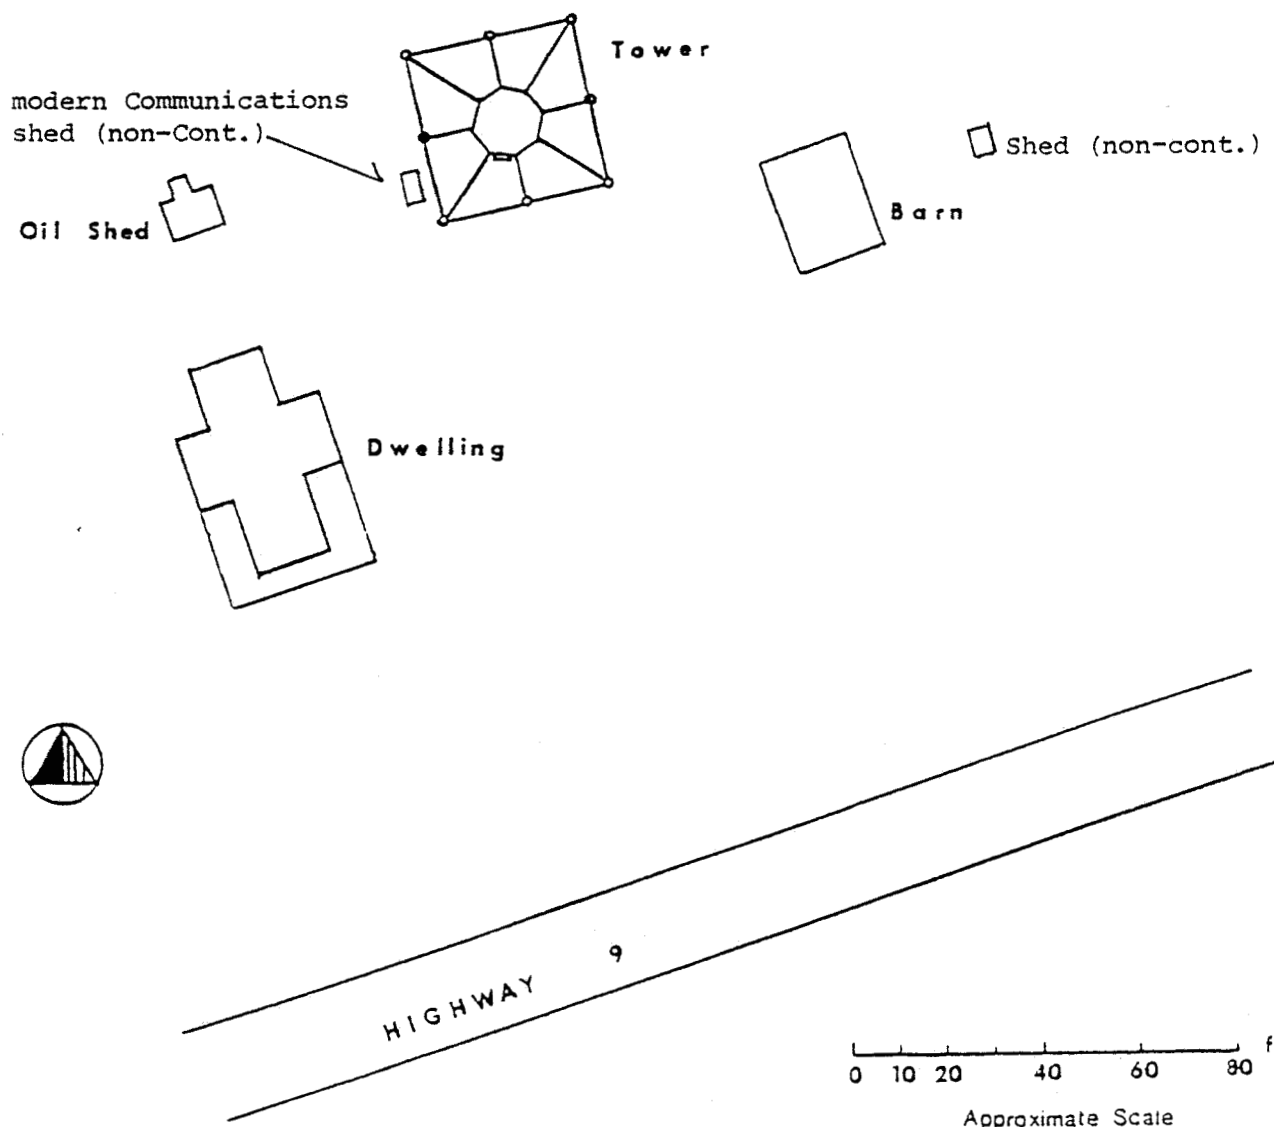 Tower
modern Communications
shed (non-Cont.)
Shed (non-cont.)
Barn
Oil Shed
Dwelling
HIGHWAY 9
0 10 20 40 60 80 f
Approximate Scale